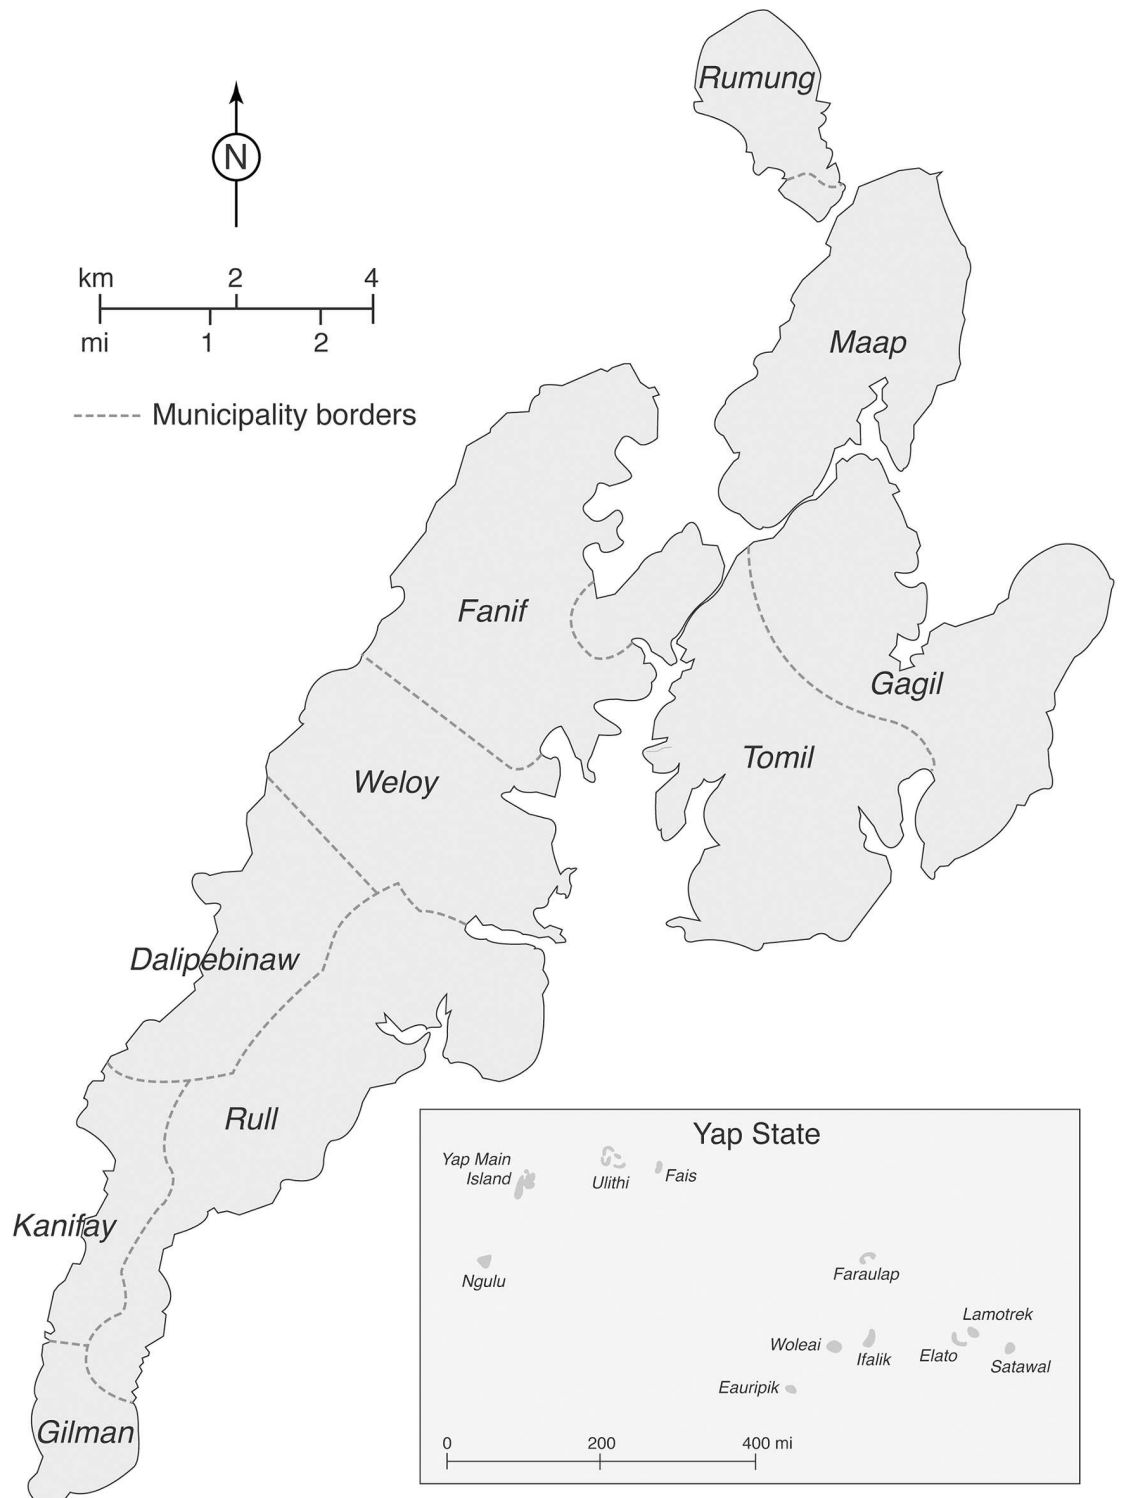 Rumung
N
km 2 4
mi 1 2
Maap
Municipality borders
Fanif
Gagil
Tomil
Weloy
Dalipebinaw
Rull
Kanifay
Gilman
Yap State
Yap Main
Island
Ulithi
Fais
Ngulu
Faraulap
Lamotrek
Woleai
Ifalik
Elato
Satawal
Eauripik
0 200 400 mi